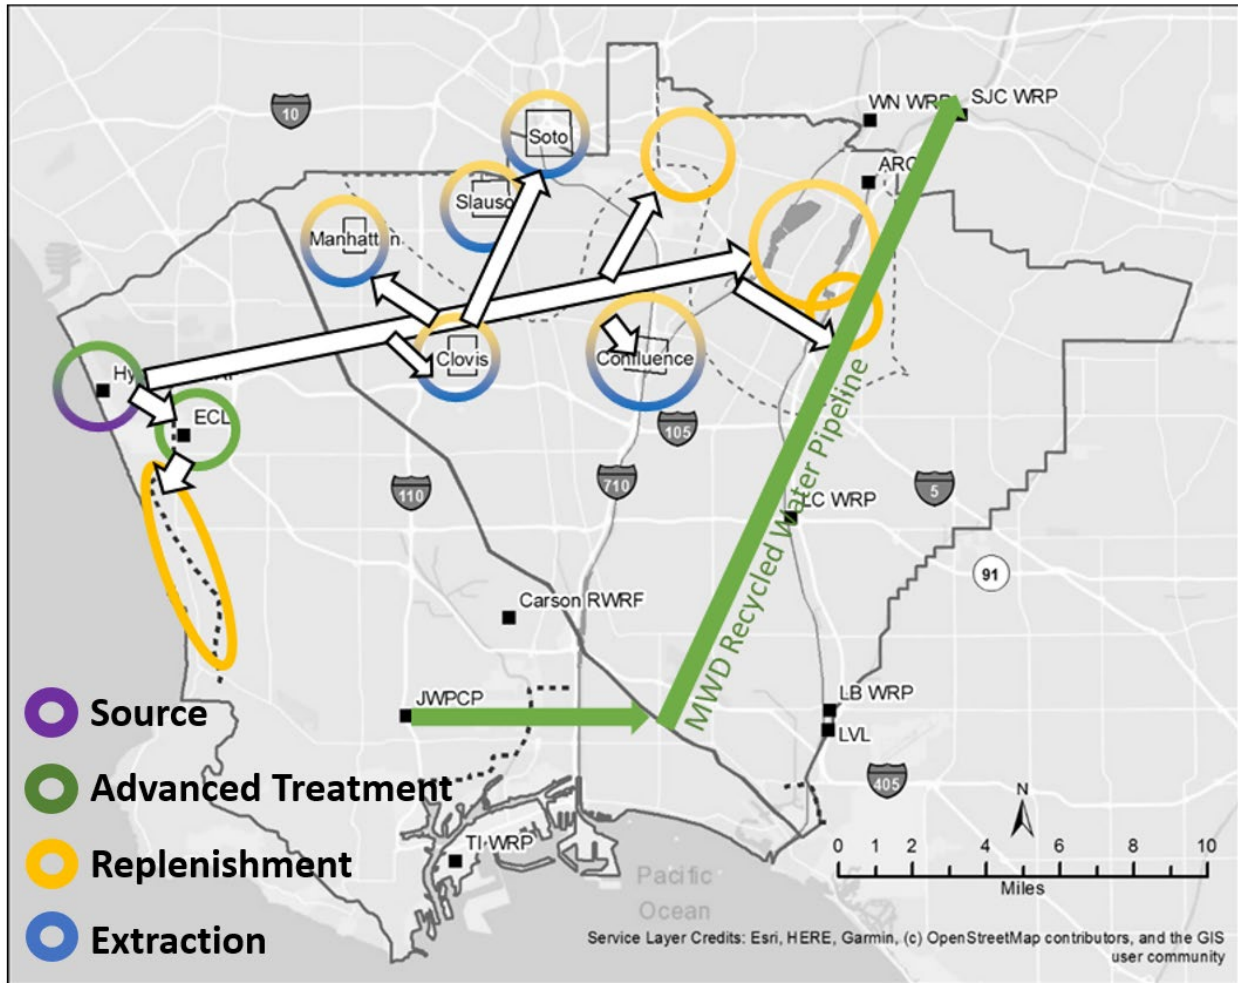 10
WN WRP
SJC WRP
Soto
ARC
Slauso
Manhattan
Clovis
Confluence
Hy
ECL
105
110
710
5
LC WRP
MWD Recycled Water Pipeline
91
Carson RWRF
JWPCP
LB WRP
LVL
405
TI WRP
Source
Advanced Treatment
Replenishment
Extraction
N
0 1 2 4 6 8 10
Miles
Pacific
Ocean
Service Layer Credits: Esri, HERE, Garmin, (c) OpenStreetMap contributors, and the GIS
user community